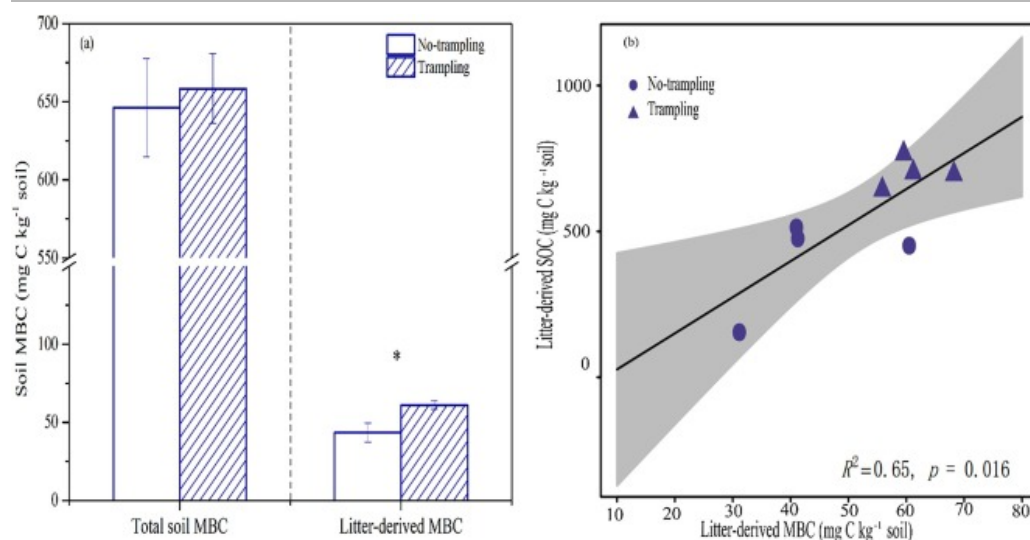 (a)
No-trampling
Trampling
Soil MBC (mg C kg⁻¹ soil)
700
650
600
550
100
50
0
Total soil MBC
Litter-derived MBC
*
(b)
No-trampling
Trampling
Litter-derived SOC (mg C kg⁻¹ soil)
1000
500
0
R²=0.65, p = 0.016
10 20 30 40 50 60 70 80
Litter-derived MBC (mg C kg⁻¹ soil)